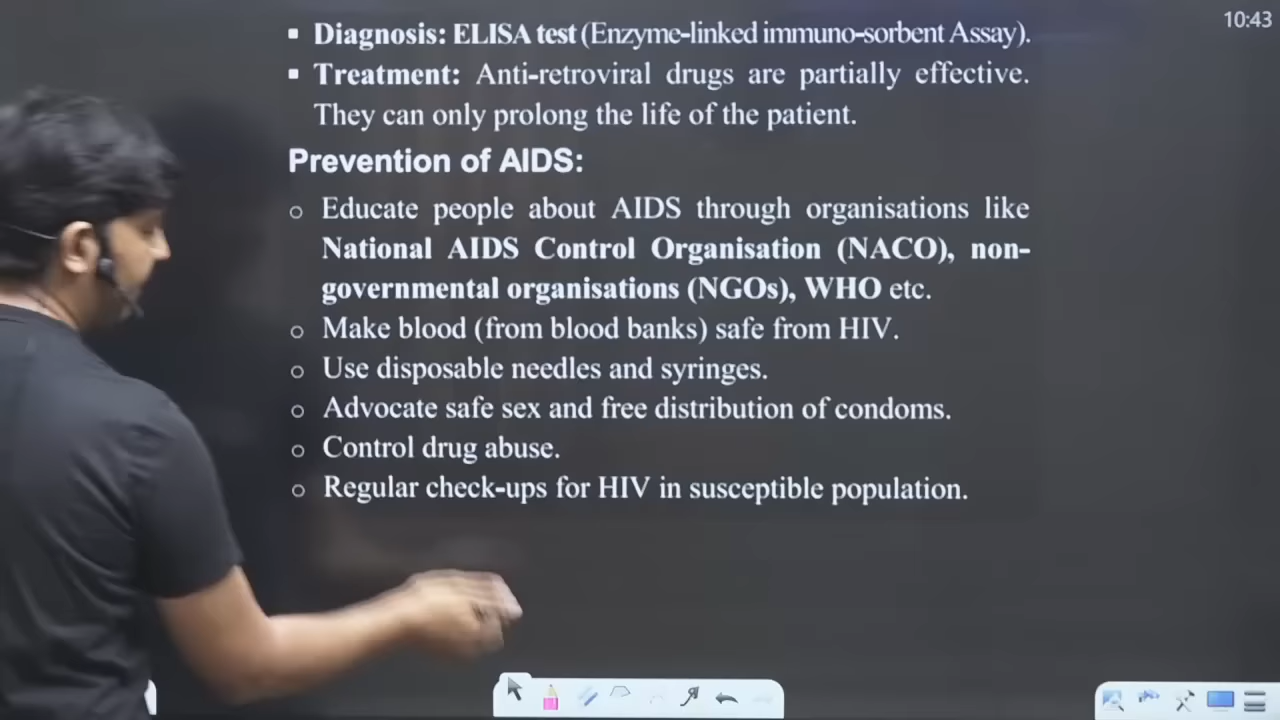 10:43
▪ Diagnosis: ELISA test (Enzyme-linked immuno-sorbent Assay).
▪ Treatment: Anti-retroviral drugs are partially effective.
They can only prolong the life of the patient.
Prevention of AIDS:
○ Educate people about AIDS through organisations like
National AIDS Control Organisation (NACO), non-
governmental organisations (NGOs), WHO etc.
○ Make blood (from blood banks) safe from HIV.
○ Use disposable needles and syringes.
○ Advocate safe sex and free distribution of condoms.
○ Control drug abuse.
○ Regular check-ups for HIV in susceptible population.